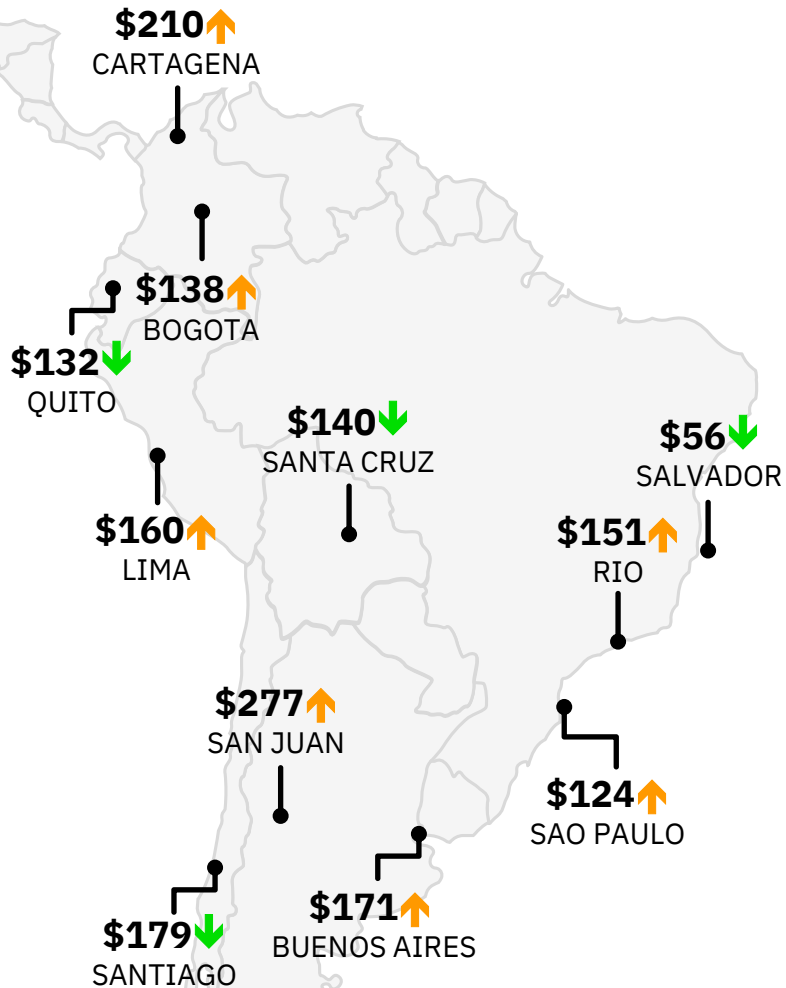 $210
CARTAGENA
$138
BOGOTA
$132
QUITO
$140
SANTA CRUZ
$56
SALVADOR
$160
LIMA
$151
RIO
$277
SAN JUAN
$124
SAO PAULO
$171
BUENOS AIRES
$179
SANTIAGO